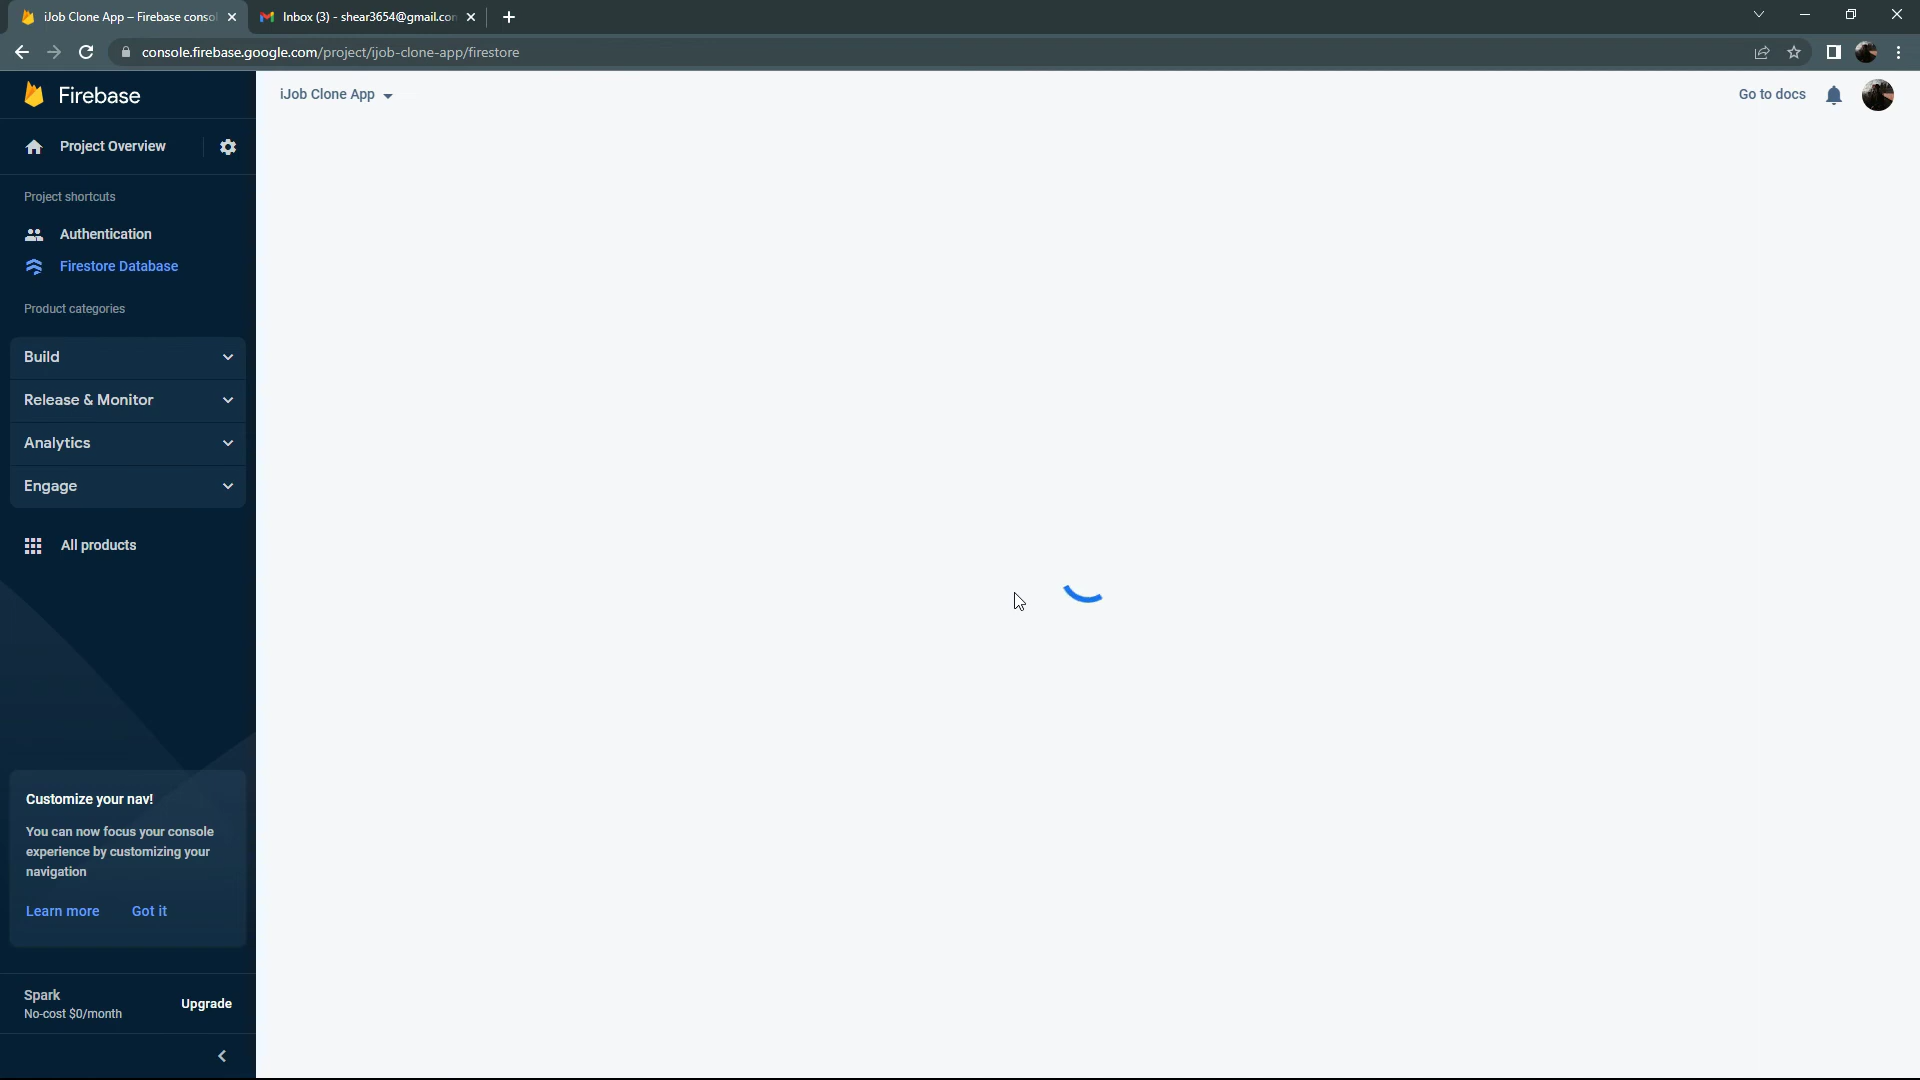 iJob Clone App – Firebase consol
Inbox (3) - shear3654@gmail.con
console.firebase.google.com/project/ijob-clone-app/firestore
Firebase
iJob Clone App
Go to docs
Project Overview
Project shortcuts
Authentication
Firestore Database
Product categories
Build
Release & Monitor
Analytics
Engage
All products
Customize your nav!
You can now focus your console
experience by customizing your
navigation
Learn more
Got it
Spark
No-cost $0/month
Upgrade